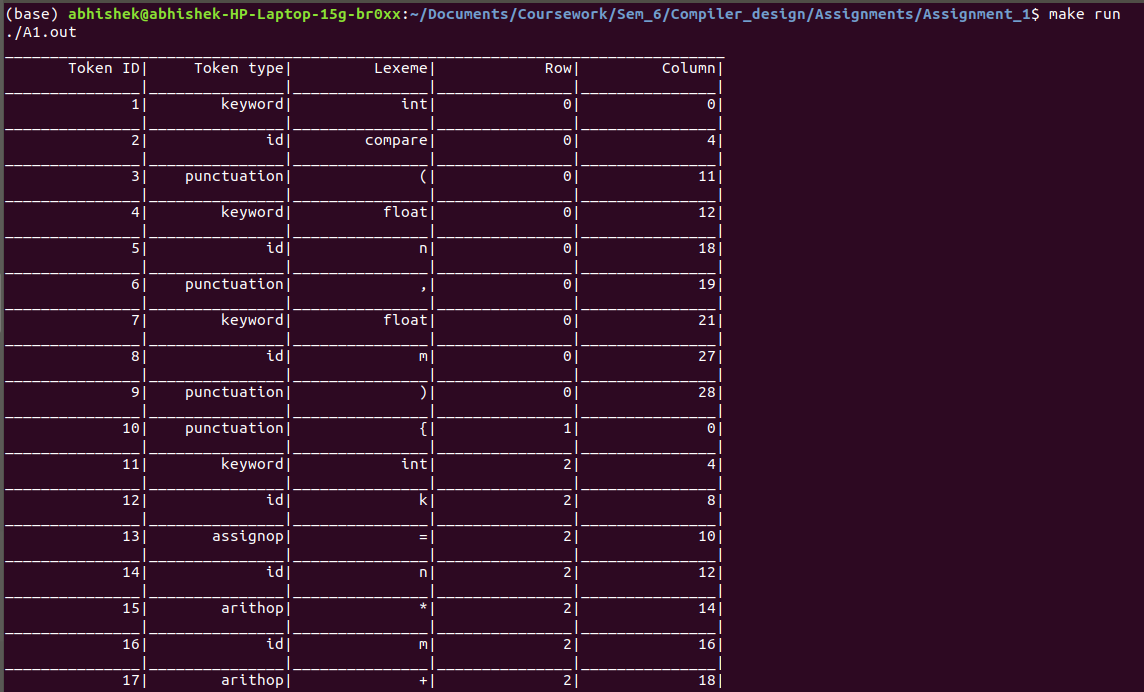 (base) abhishek@abhishek-HP-Laptop-15g-br0xx:~/Documents/Coursework/Sem_6/Compiler_design/Assignments/Assignment_1$ make run
./A1.out
Token ID| Token type| Lexeme| Row| Column|
1| keyword| int| 0| 0|
2| id| compare| 0| 4|
3| punctuation| (| 0| 11|
4| keyword| float| 0| 12|
5| id| n| 0| 18|
6| punctuation| ,| 0| 19|
7| keyword| float| 0| 21|
8| id| m| 0| 27|
9| punctuation| )| 0| 28|
10| punctuation| {| 1| 0|
11| keyword| int| 2| 4|
12| id| k| 2| 8|
13| assignop| =| 2| 10|
14| id| n| 2| 12|
15| arithop| *| 2| 14|
16| id| m| 2| 16|
17| arithop| +| 2| 18|